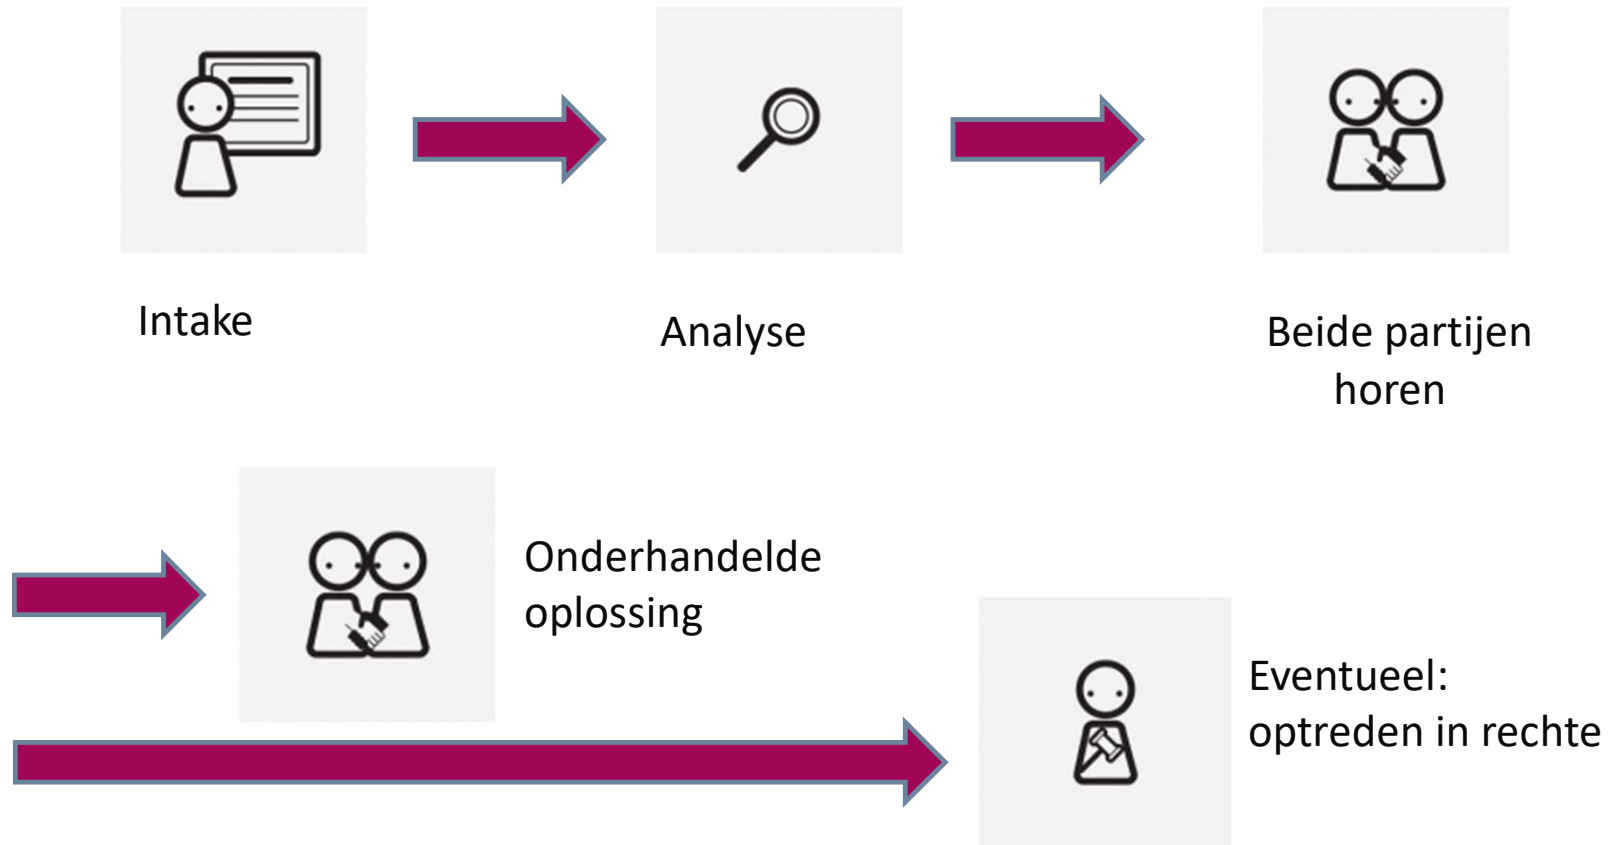 Intake
Analyse
Beide partijen
horen
Onderhandelde
oplossing
Eventueel:
optreden in rechte